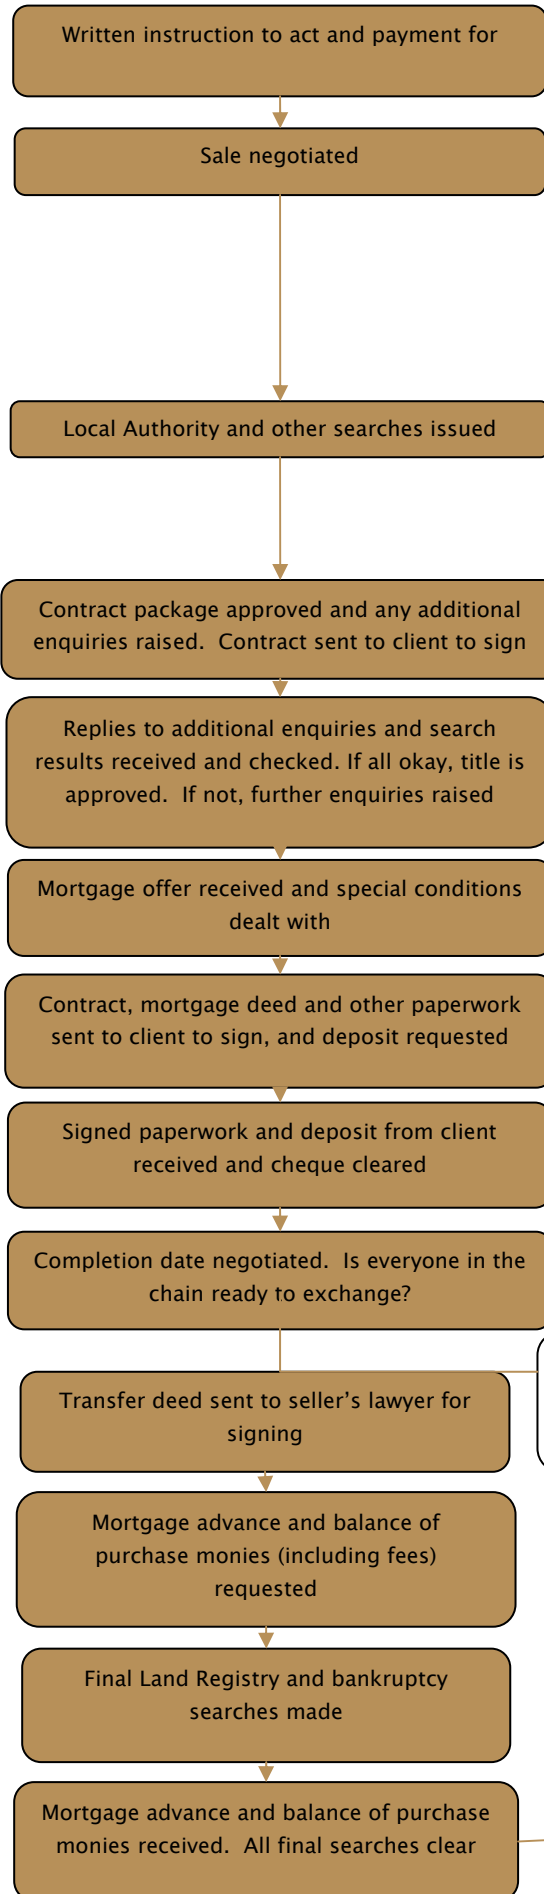 Written instruction to act and payment for
Sale negotiated
Local Authority and other searches issued
Contract package approved and any additional
enquiries raised.  Contract sent to client to sign
Replies to additional enquiries and search
results received and checked. If all okay, title is
approved.  If not, further enquiries raised
Mortgage offer received and special conditions
dealt with
Contract, mortgage deed and other paperwork
sent to client to sign, and deposit requested
Signed paperwork and deposit from client
received and cheque cleared
Completion date negotiated.  Is everyone in the
chain ready to exchange?
Transfer deed sent to seller’s lawyer for
signing
Mortgage advance and balance of
purchase monies (including fees)
requested
Final Land Registry and bankruptcy
searches made
Mortgage advance and balance of purchase
monies received.  All final searches clear